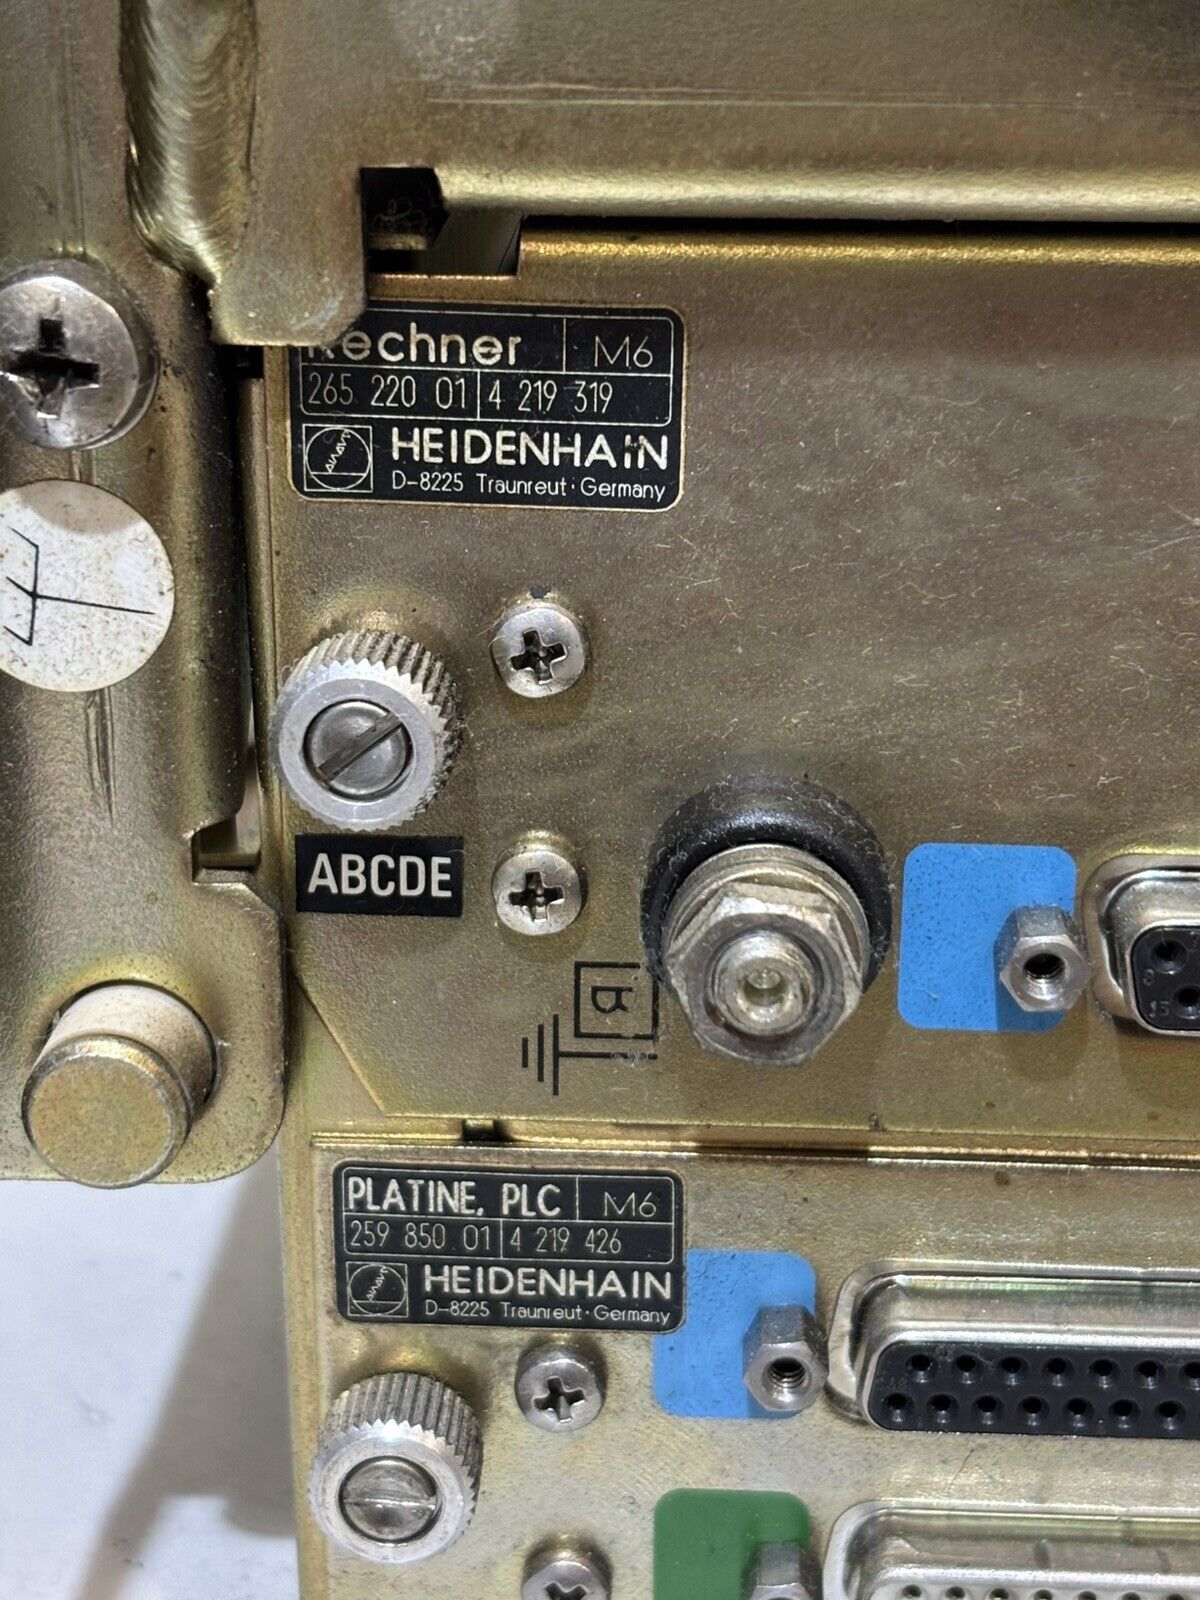 Rechner M6
265 220 01 4 219 319
HEIDENHAIN
D-8225 Traunreut · Germany
ABCDE
PLATINE, PLC M6
259 850 01 4 219 426
HEIDENHAIN
D-8225 Traunreut · Germany